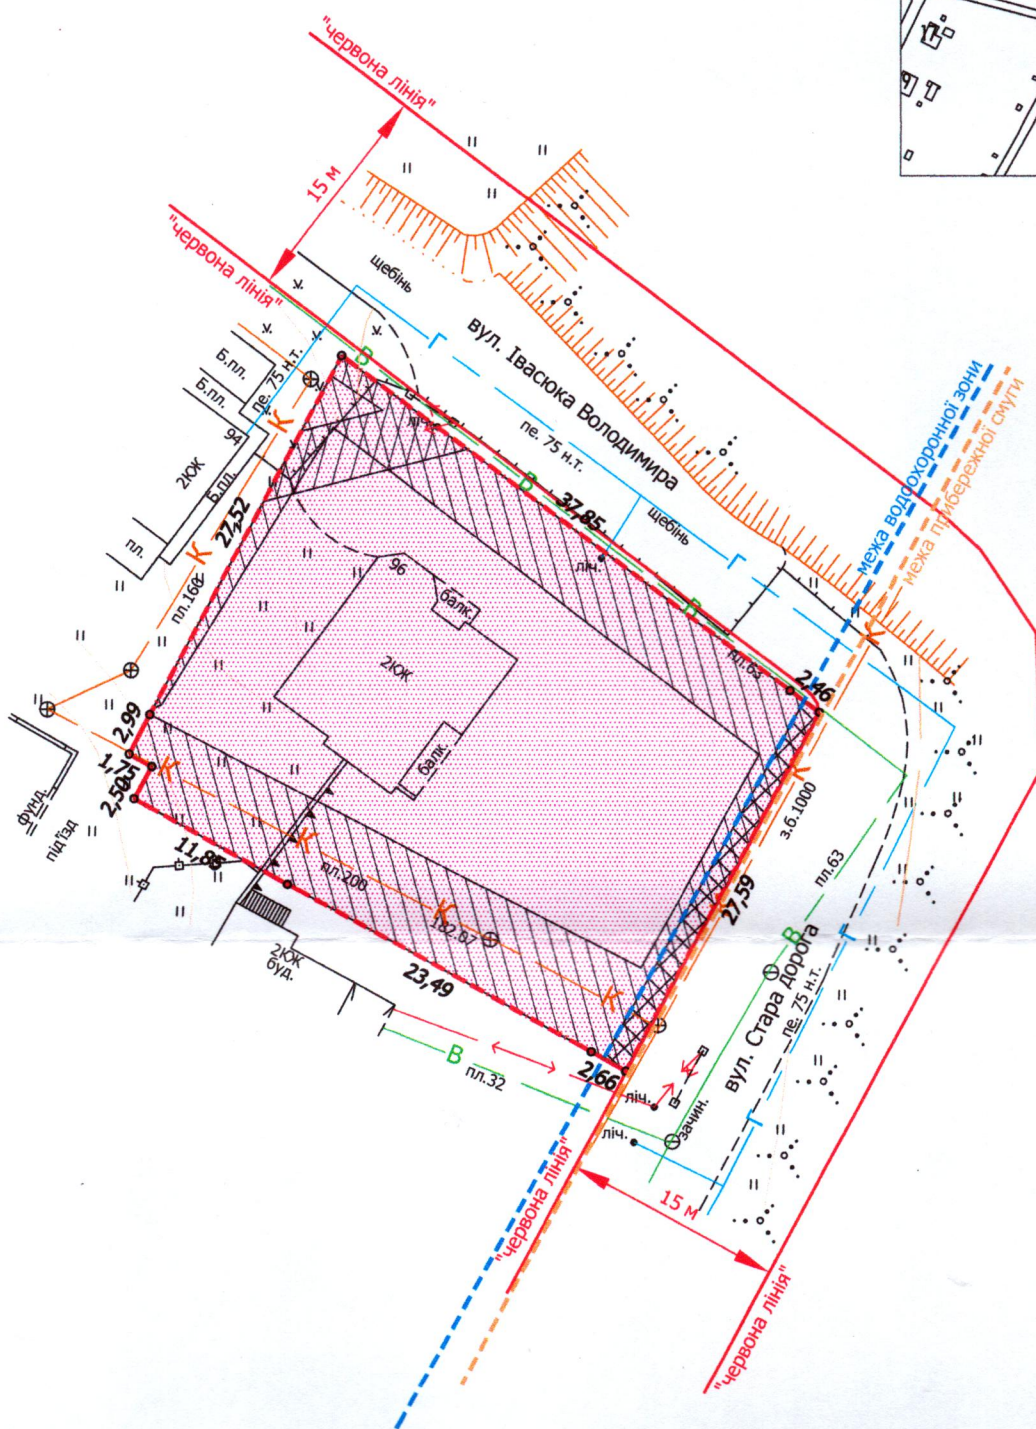 "червона лінія"
15 м
"червона лінія"
щебінь
Г
вул. Івасюка Володимира
пе. 75 н.т.
Б.пл.
Б.пл.
94
2КЖ
Б.пл.
пл.
пе. 75 н.т.
К
К
27,52
пл.160
В
ліч.
В
37,85
щебінь
Г
ліч.
В
межа водоохоронної зони
межа прибережної смуги
96
балк.
2КЖ
балк.
пл.63
2,46
К
К
з.б.1000
2,99
1,75
2,50
фунд.
під'їзд
11,85
К
пл.200
К
182.07
К
2КЖ
буд.
23,49
27,59
пл.63
В
Г
вул. Стара Дорога
пе. 75 н.т.
Г
В
пл.32
2,66
ліч.
ліч.
зачин.
"червона лінія"
15 м
"червона лінія"